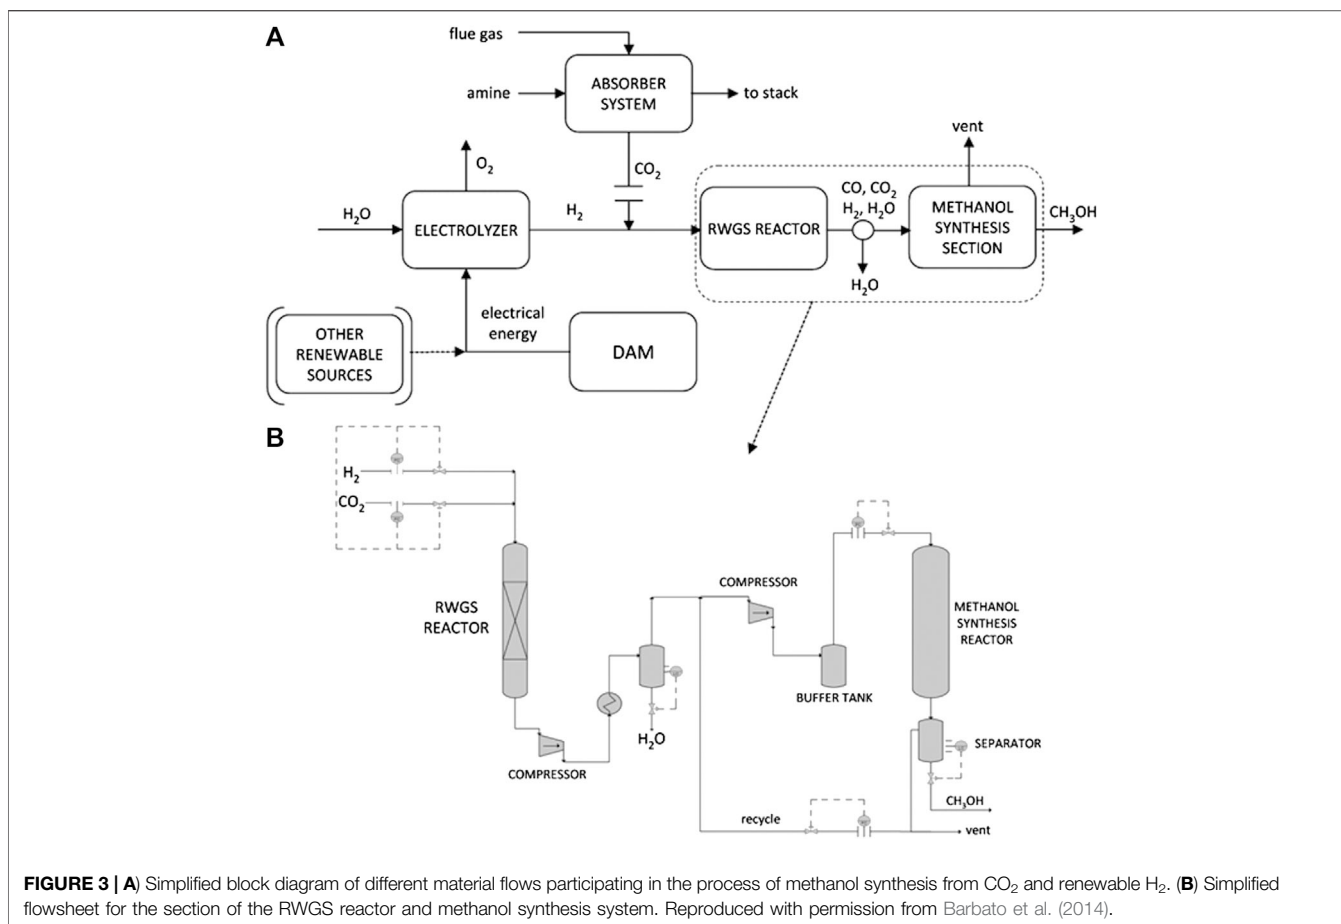 A
flue gas
amine
ABSORBER
SYSTEM
to stack
vent
O2
CO2
H2O
ELECTROLYZER
H2
RWGS REACTOR
CO, CO2
H2, H2O
H2O
METHANOL
SYNTHESIS
SECTION
CH3OH
electrical
energy
OTHER
RENEWABLE
SOURCES
DAM
B
H2
CO2
RWGS
REACTOR
COMPRESSOR
H2O
COMPRESSOR
BUFFER TANK
METHANOL
SYNTHESIS
REACTOR
SEPARATOR
CH3OH
recycle
vent
FIGURE 3 | A) Simplified block diagram of different material flows participating in the process of methanol synthesis from CO2 and renewable H2. (B) Simplified
flowsheet for the section of the RWGS reactor and methanol synthesis system. Reproduced with permission from Barbato et al. (2014).